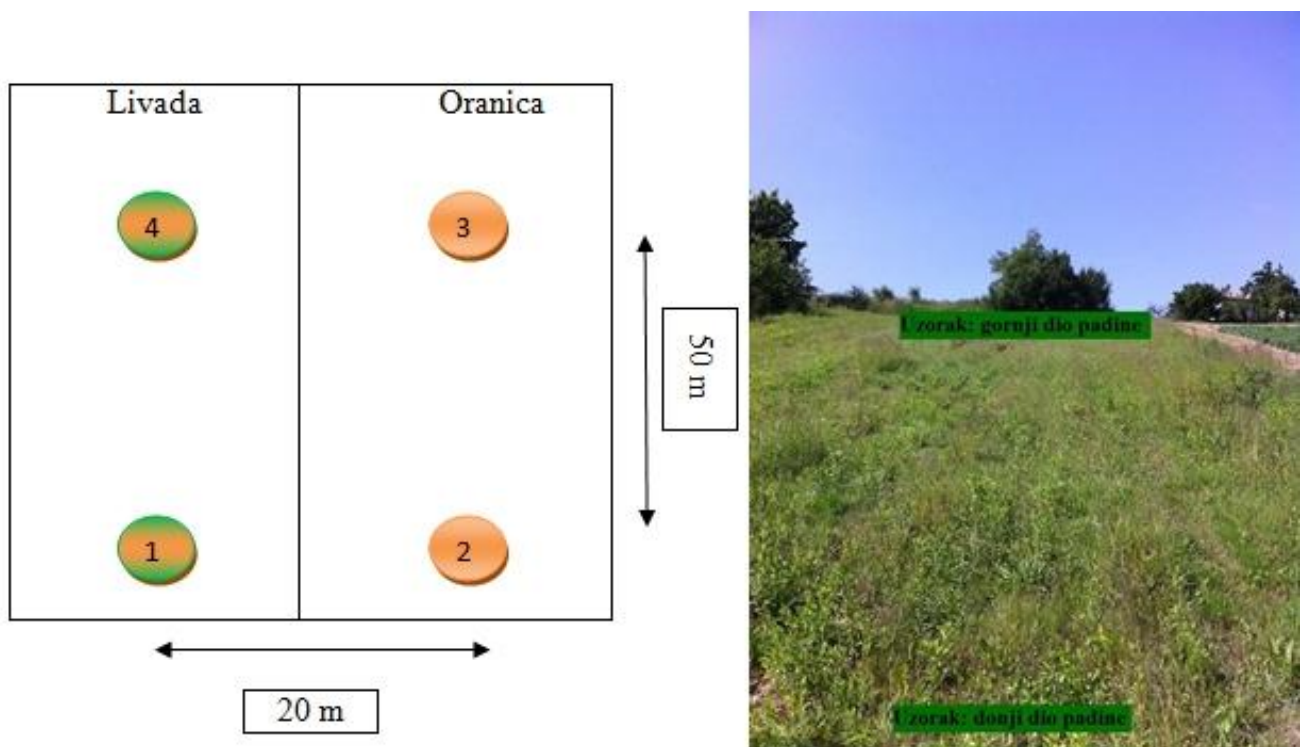 Livada
Oranica
4
3
50 m
1
2
20 m
Uzorak: gornji dio padine
Uzorak: donji dio padine